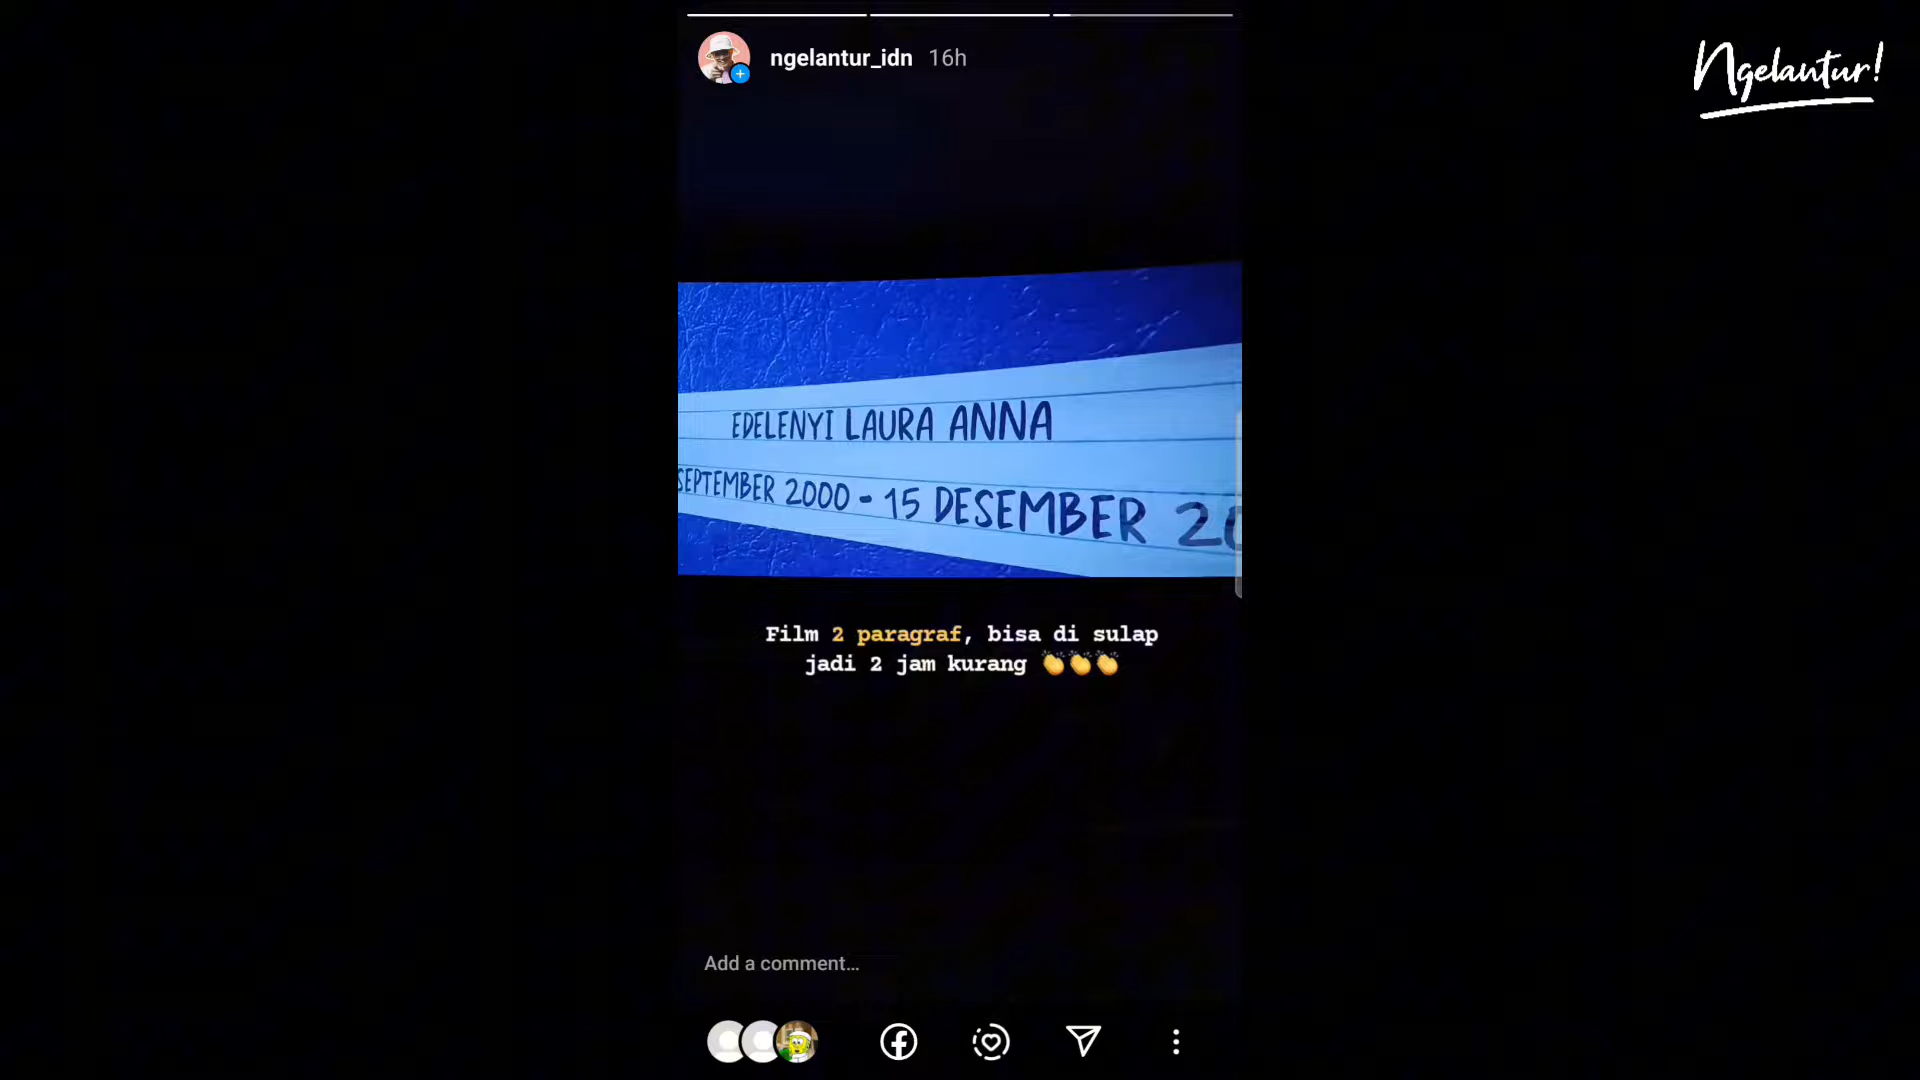 ngelantur_idn 16h
Ngelantur!
EDELENYI LAURA ANNA
SEPTEMBER 2000 - 15 DESEMBER
Film 2 paragraf, bisa di sulap
jadi 2 jam kurang 👏👏👏
Add a comment...